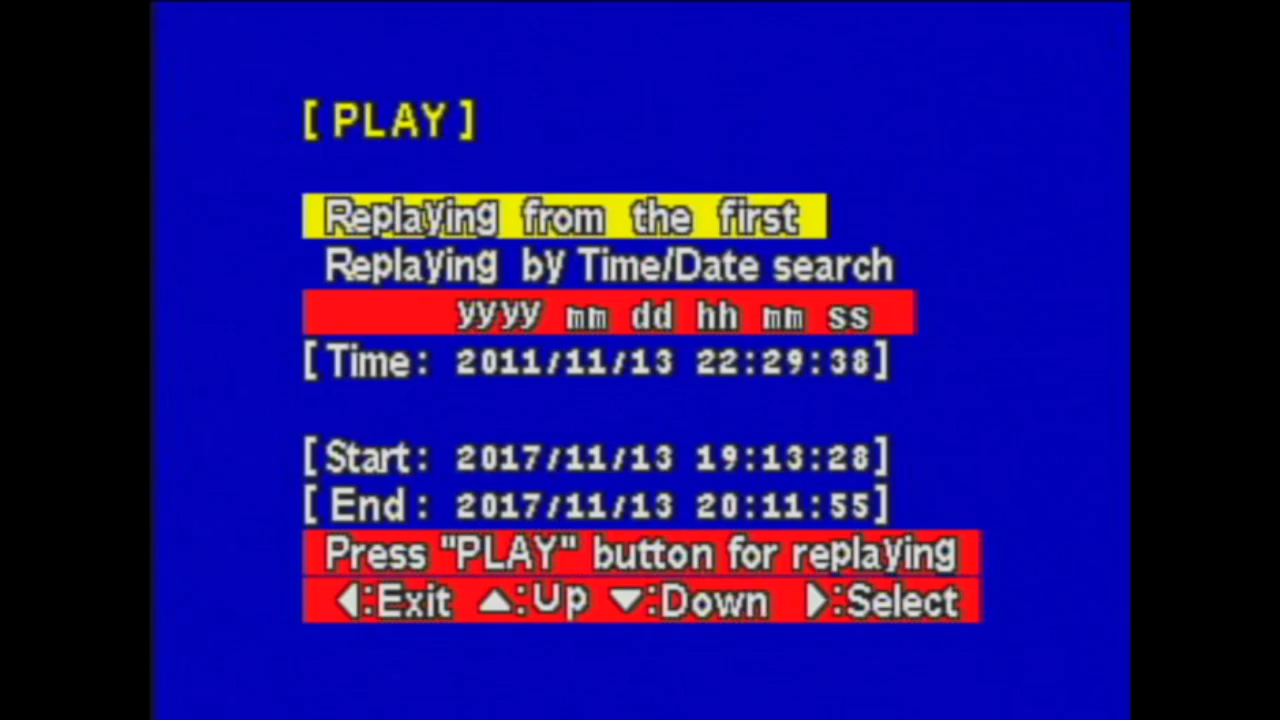 [ PLAY ]
Replaying from the first
Replaying by Time/Date search
yyyy mm dd hh mm ss
[ Time: 2011/11/13 22:29:38]
[ Start: 2017/11/13 19:13:28]
[ End : 2017/11/13 20:11:55]
Press "PLAY" button for replaying
◀:Exit ▲:Up ▼:Down ▶:Select